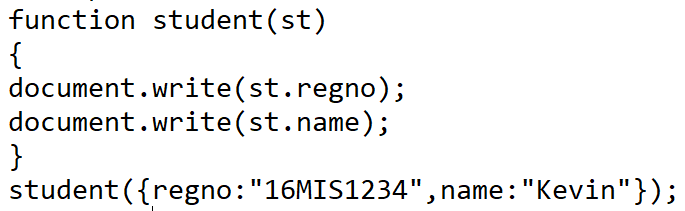 function student(st)
{
document.write(st.regno);
document.write(st.name);
}
student({regno:"16MIS1234",name:"Kevin"});